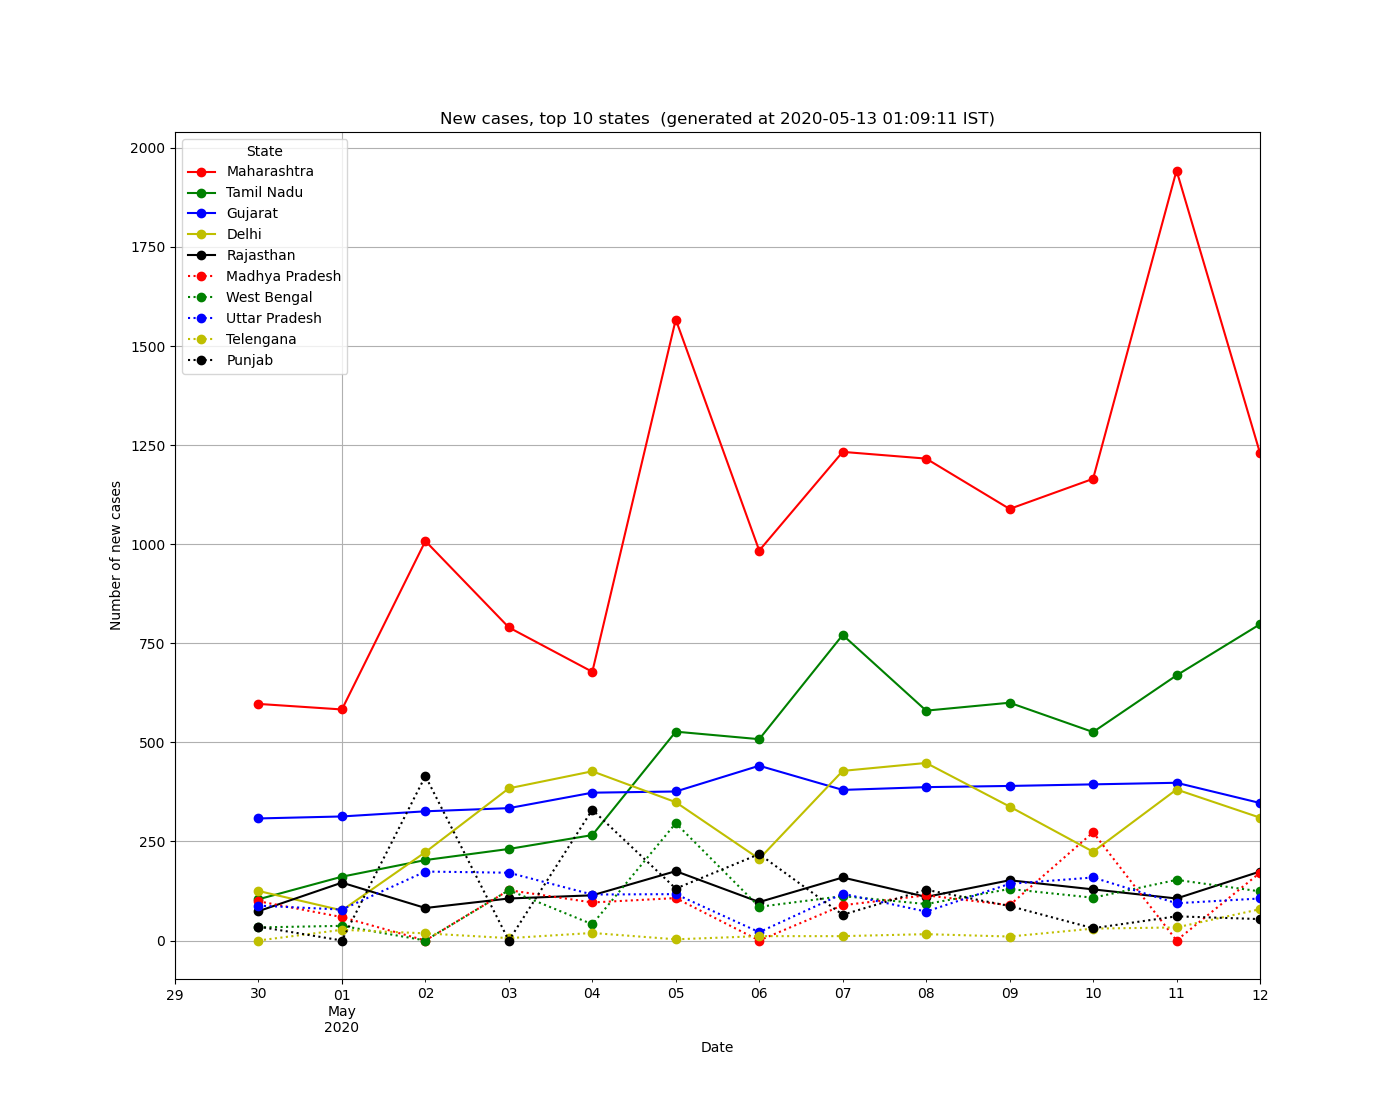 New cases, top 10 states  (generated at 2020-05-13 01:09:11 IST)
State
Maharashtra
Tamil Nadu
Gujarat
Delhi
Rajasthan
Madhya Pradesh
West Bengal
Uttar Pradesh
Telengana
Punjab
2000
1750
1500
1250
1000
750
500
250
0
Number of new cases
29 30 01 02 03 04 05 06 07 08 09 10 11 12
May
2020
Date